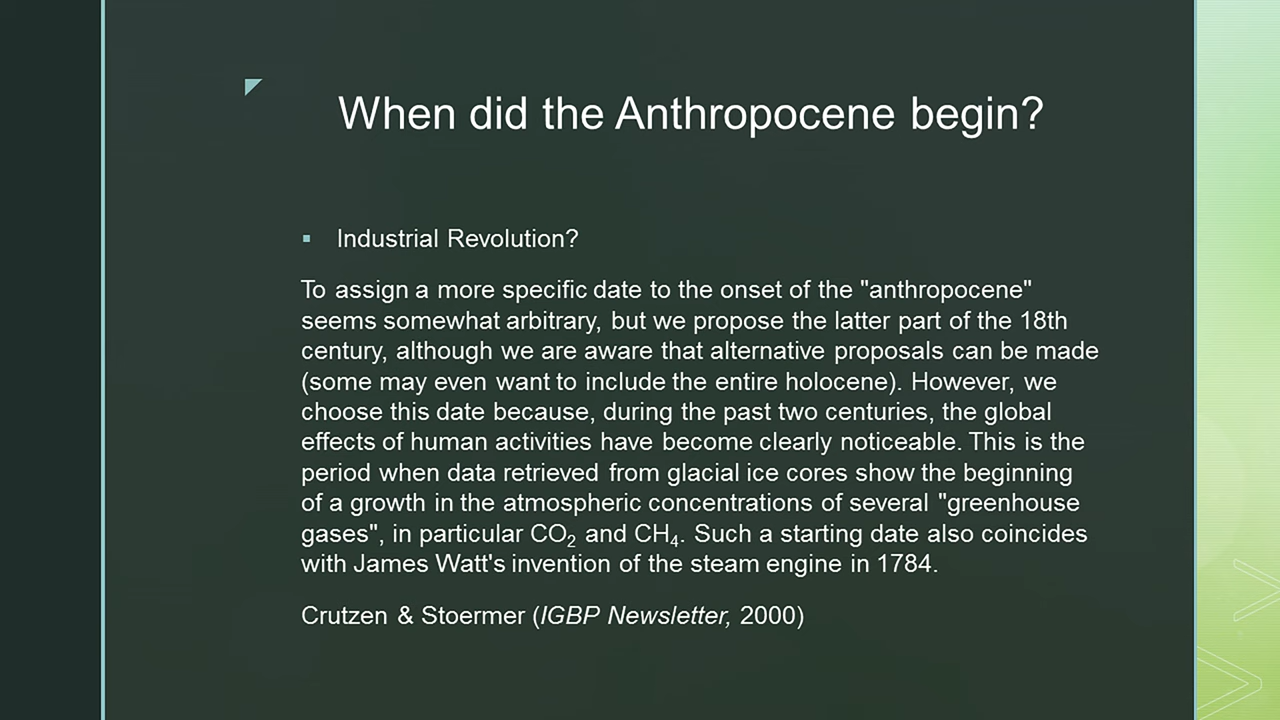 When did the Anthropocene begin?
▪ Industrial Revolution?
To assign a more specific date to the onset of the "anthropocene"
seems somewhat arbitrary, but we propose the latter part of the 18th
century, although we are aware that alternative proposals can be made
(some may even want to include the entire holocene). However, we
choose this date because, during the past two centuries, the global
effects of human activities have become clearly noticeable. This is the
period when data retrieved from glacial ice cores show the beginning
of a growth in the atmospheric concentrations of several "greenhouse
gases", in particular CO₂ and CH₄. Such a starting date also coincides
with James Watt's invention of the steam engine in 1784.
Crutzen & Stoermer (IGBP Newsletter, 2000)